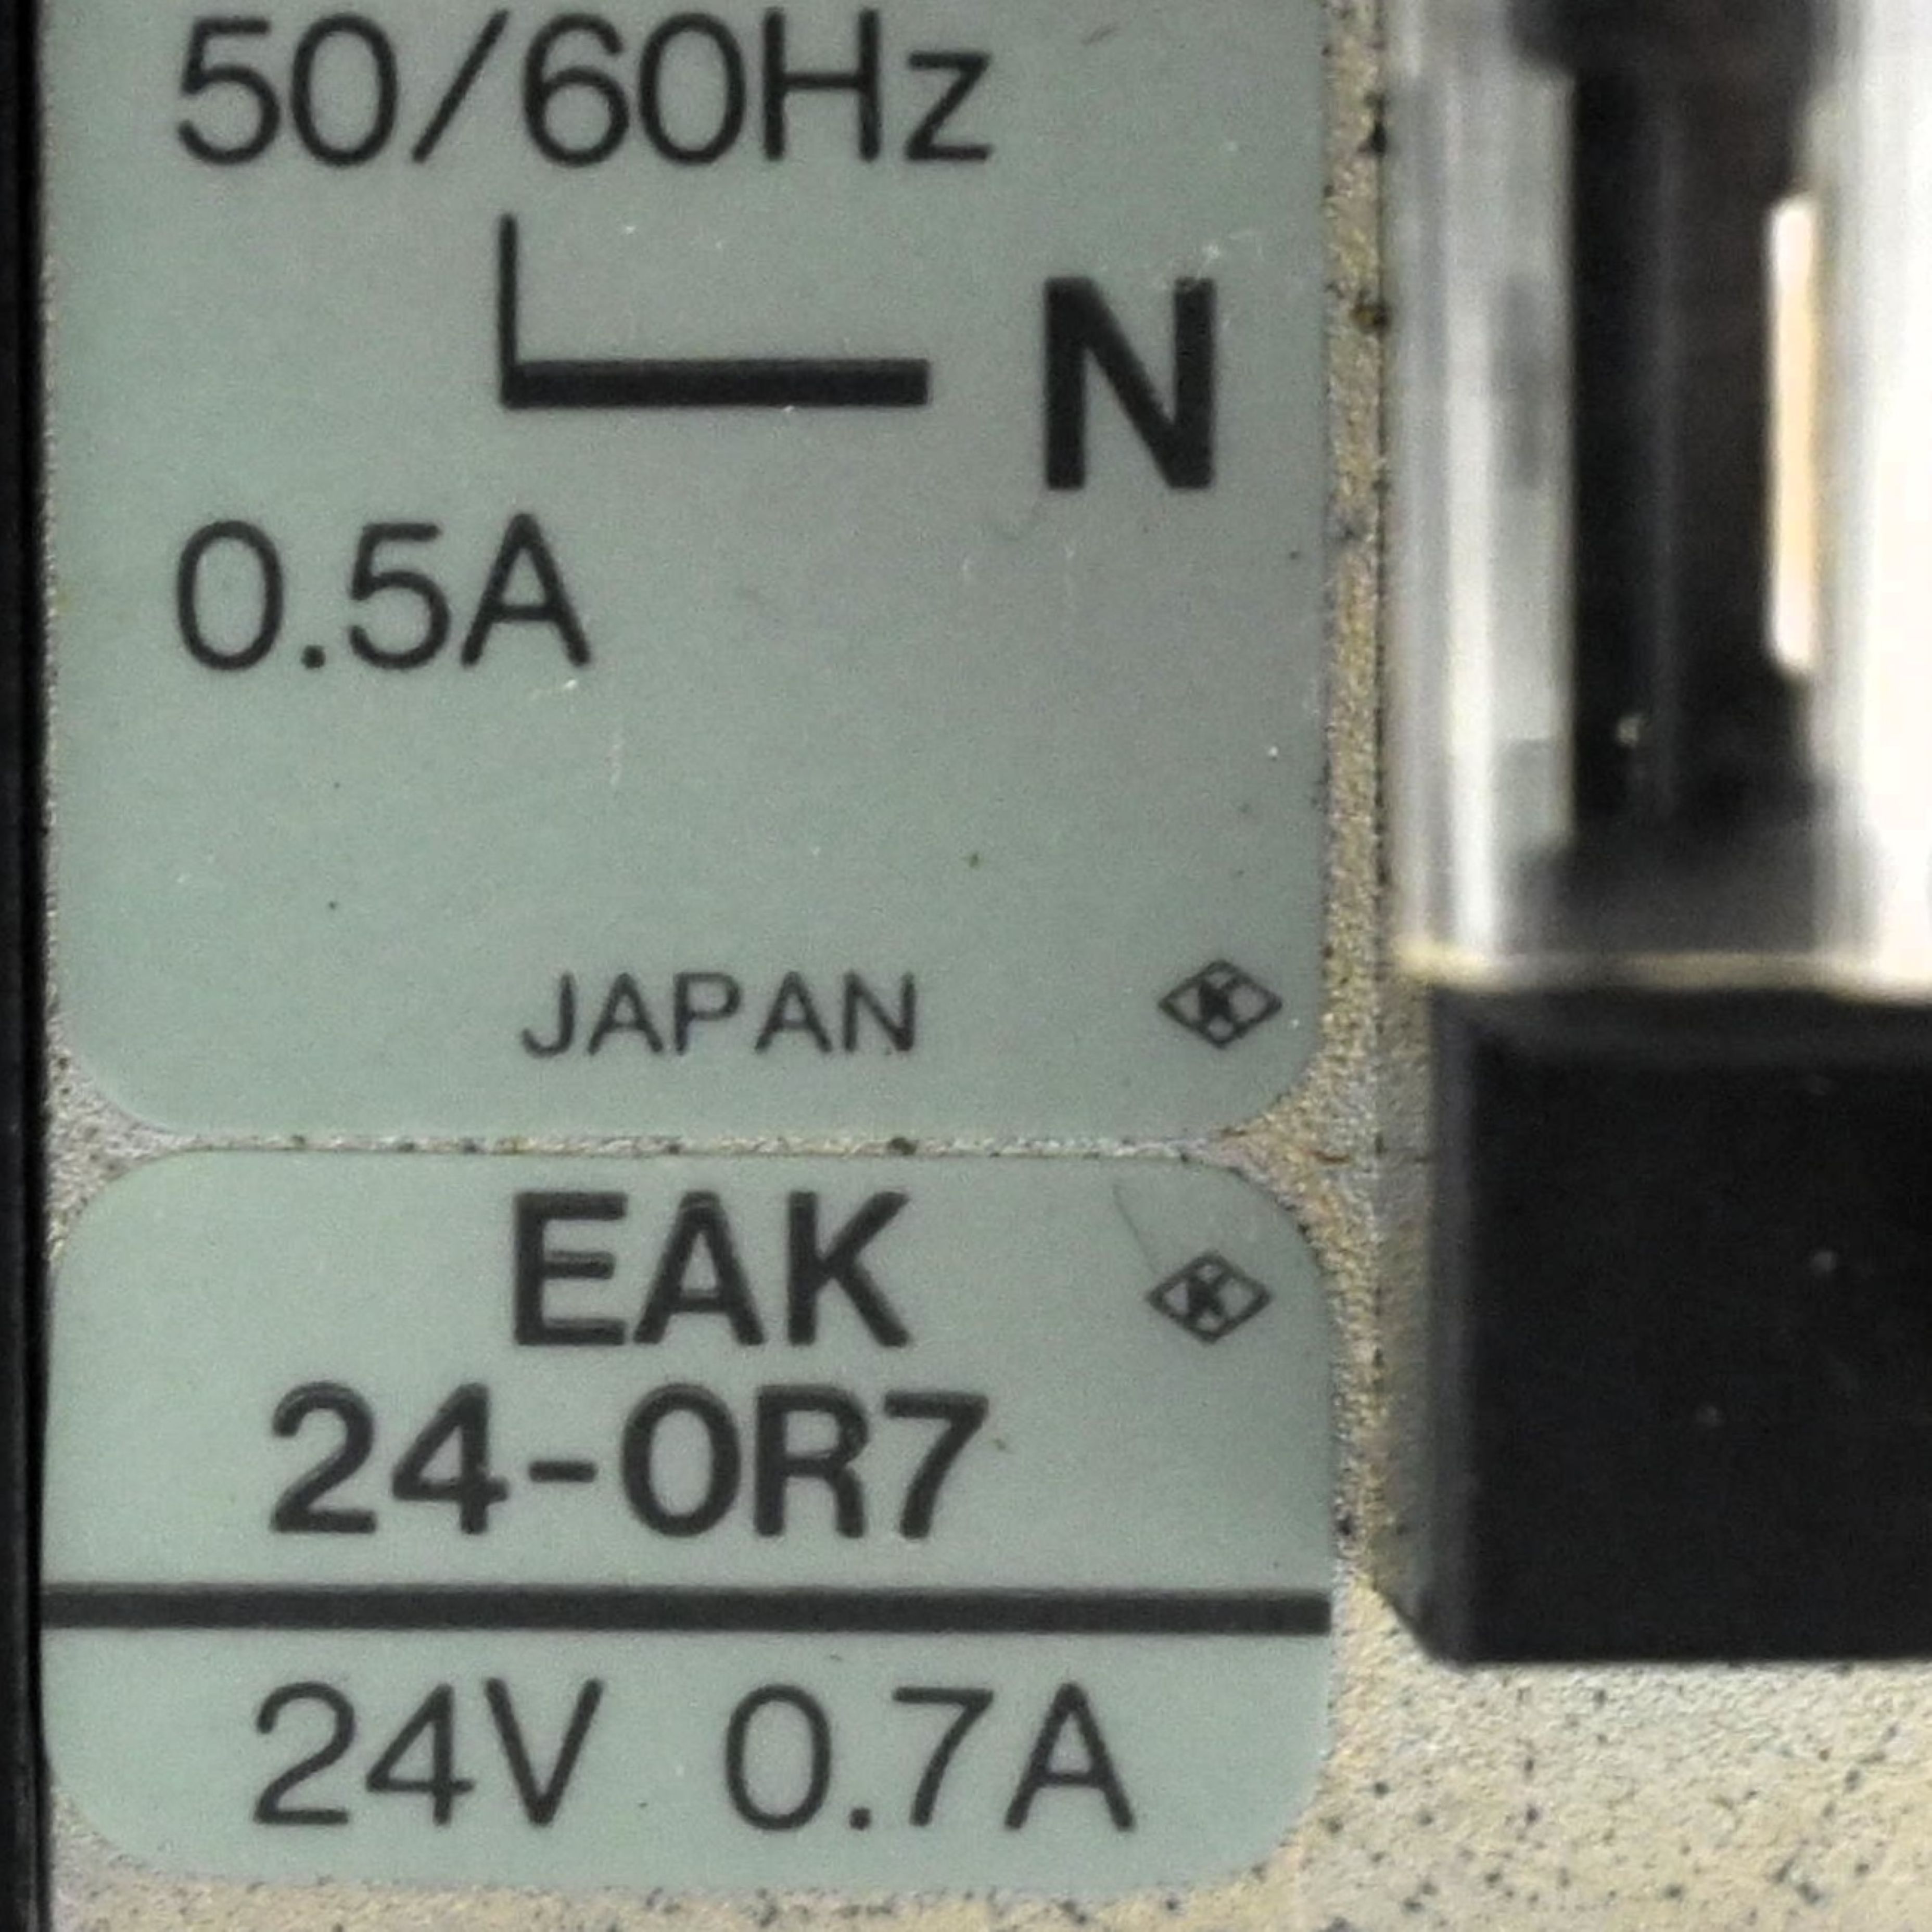 50/60Hz
N
0.5A
JAPAN
EAK
24-0R7
24V 0.7A